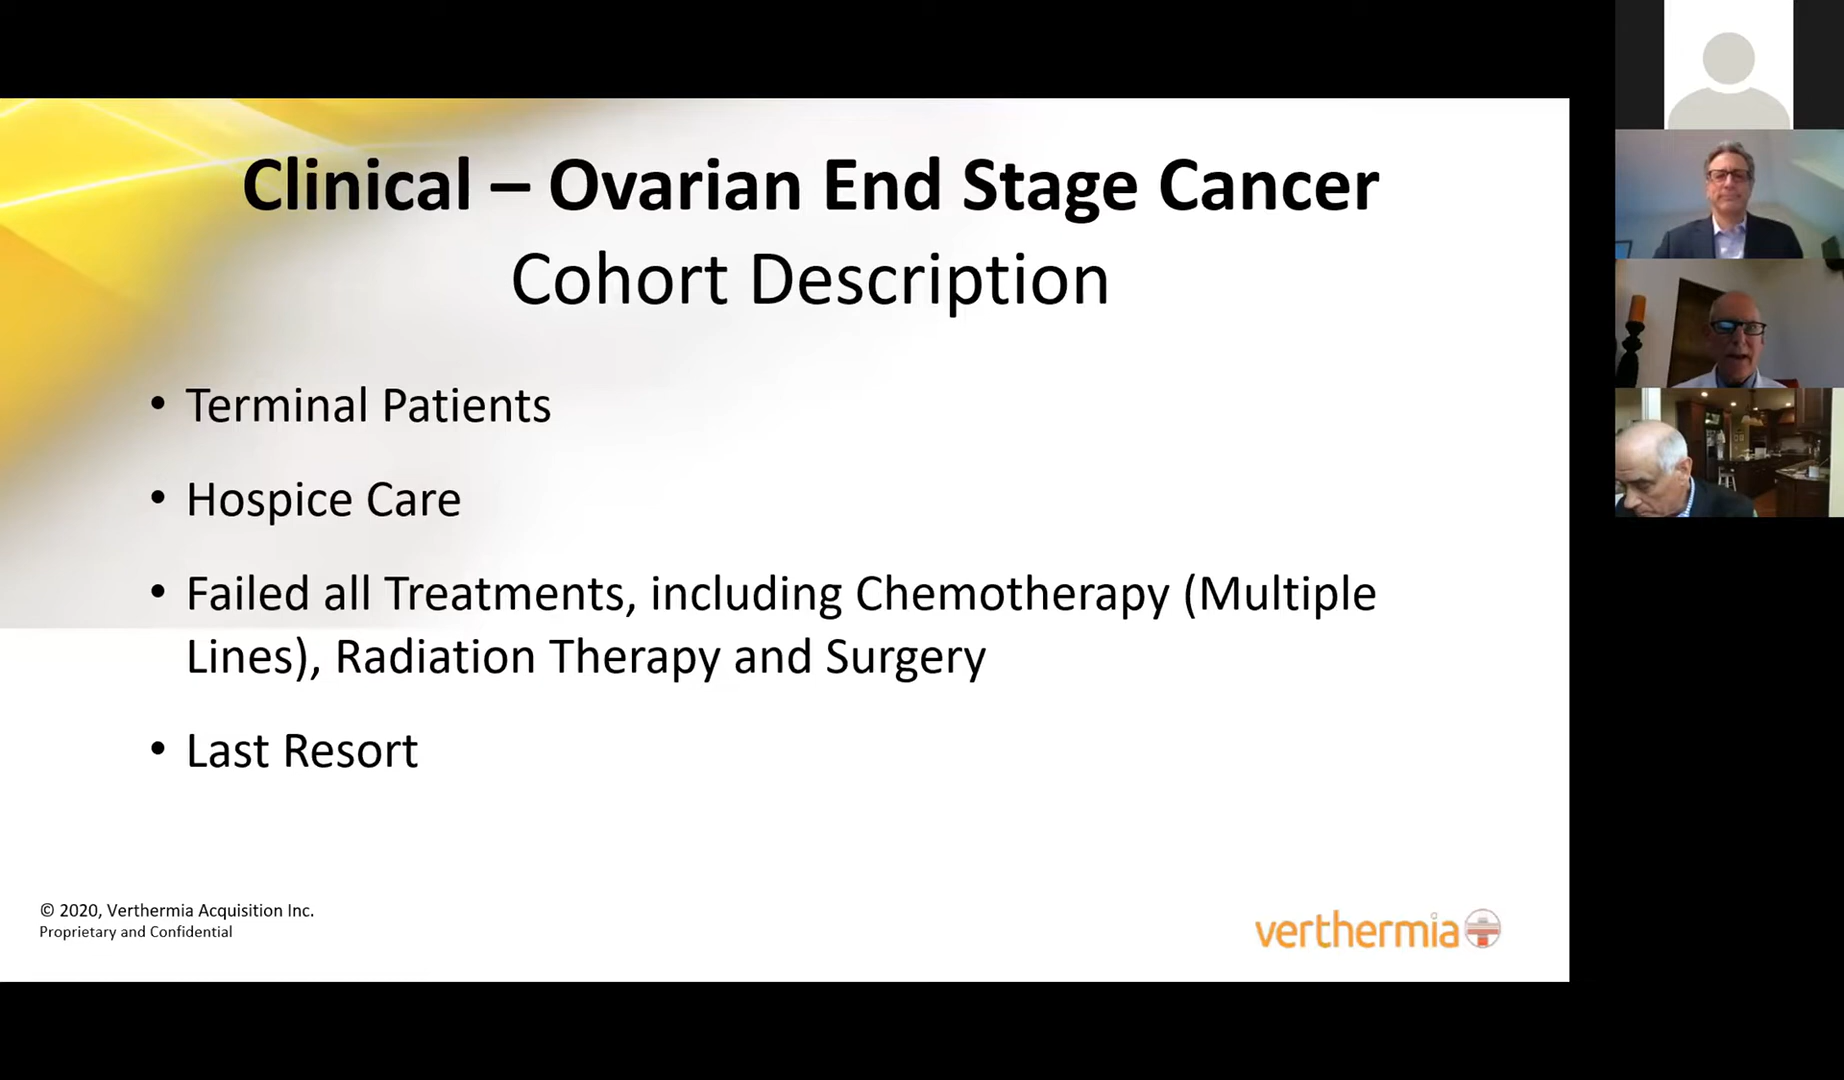 Clinical – Ovarian End Stage Cancer
Cohort Description
• Terminal Patients
• Hospice Care
• Failed all Treatments, including Chemotherapy (Multiple
Lines), Radiation Therapy and Surgery
• Last Resort
© 2020, Verthermia Acquisition Inc.
Proprietary and Confidential
verthermia